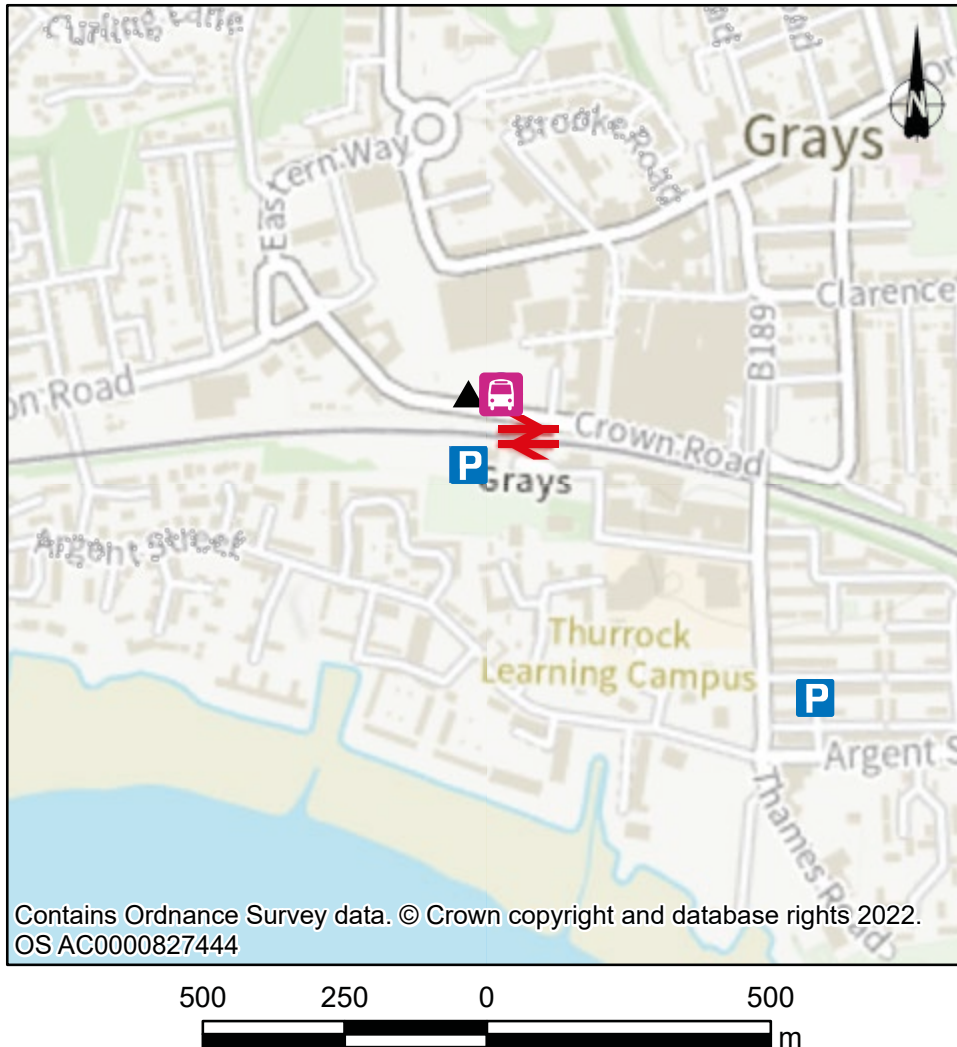 Curling Lane
N
Brooke Road
Grays
Eastern Way
Clarence
B189
on Road
Crown Road
P
Grays
Argent Street
Thurrock
Learning Campus
P
Argent S
Thames Road
Contains Ordnance Survey data. © Crown copyright and database rights 2022.
OS AC0000827444
500 250 0 500
m